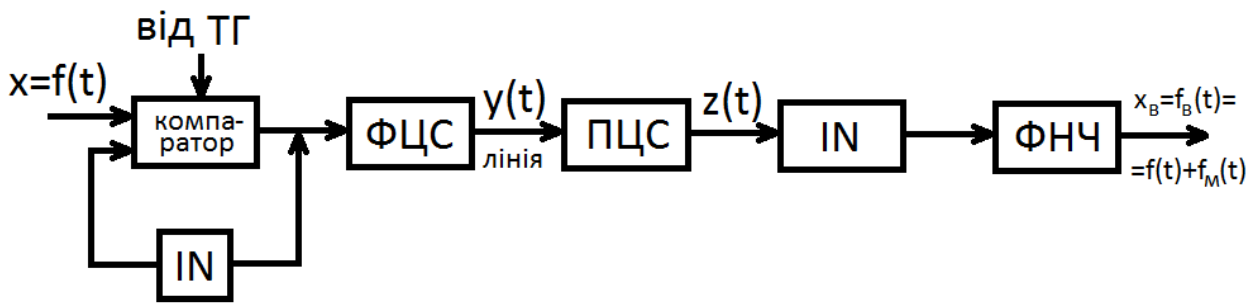 від ТГ
x=f(t)
компа-
ратор
ФЦС
y(t)
лінія
ПЦС
z(t)
IN
ФНЧ
xв=fв(t)=
=f(t)+fм(t)
IN